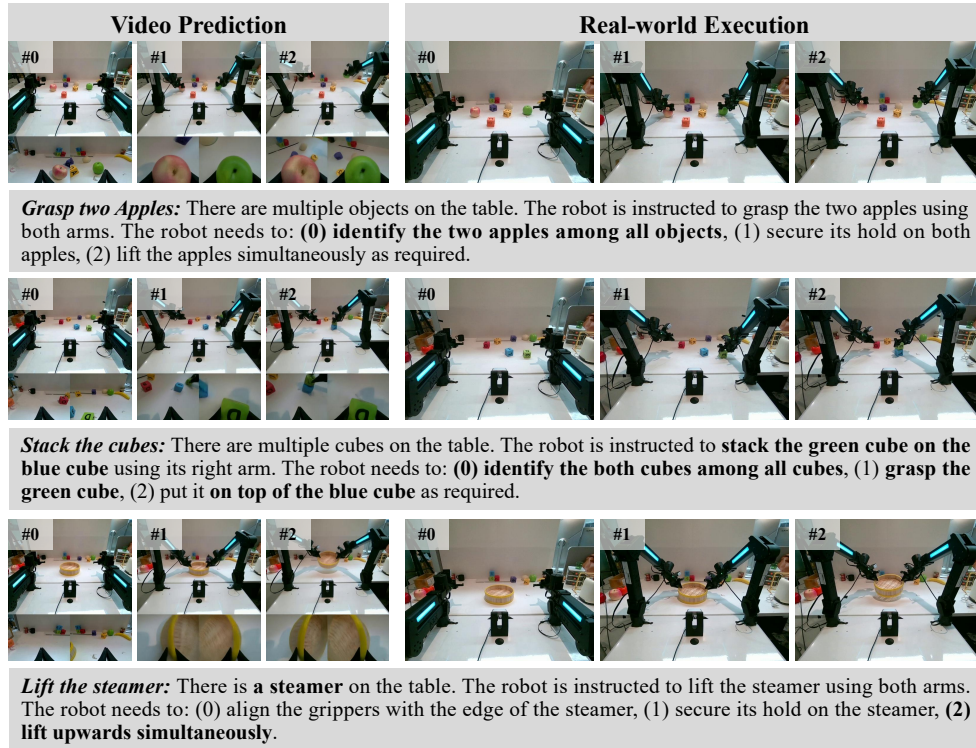 Video Prediction
Real-world Execution
#0
#1
#2
#0
#1
#2
Grasp two Apples: There are multiple objects on the table. The robot is instructed to grasp the two apples using
both arms. The robot needs to: (0) identify the two apples among all objects, (1) secure its hold on both
apples, (2) lift the apples simultaneously as required.
#0
#1
#2
#0
#1
#2
Stack the cubes: There are multiple cubes on the table. The robot is instructed to stack the green cube on the
blue cube using its right arm. The robot needs to: (0) identify the both cubes among all cubes, (1) grasp the
green cube, (2) put it on top of the blue cube as required.
#0
#1
#2
#0
#1
#2
Lift the steamer: There is a steamer on the table. The robot is instructed to lift the steamer using both arms.
The robot needs to: (0) align the grippers with the edge of the steamer, (1) secure its hold on the steamer, (2)
lift upwards simultaneously.